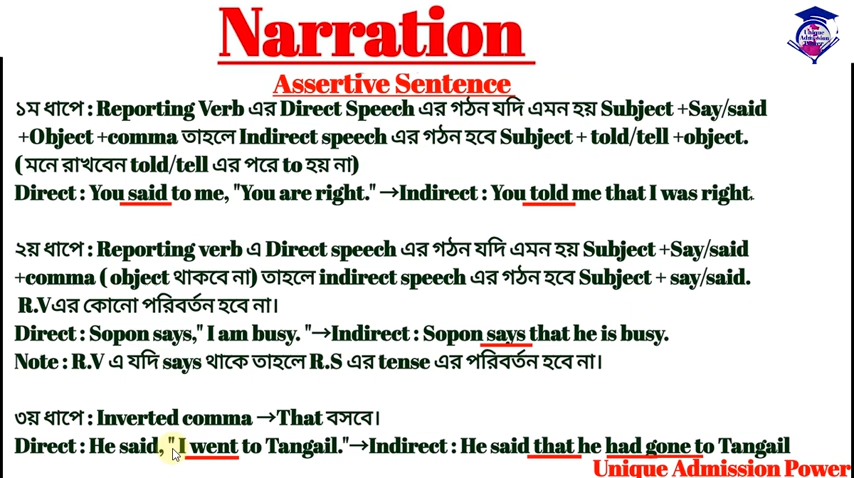 Narration
Unique
Admission
Assertive Sentence
১ম ধাপে : Reporting Verb এর Direct Speech এর গঠন যদি এমন হয় Subject +Say/said
+Object +comma তাহলে Indirect speech এর গঠন হবে Subject + told/tell +object.
(মনে রাখবেন told/tell এর পরে to হয় না)
Direct : You said to me, "You are right." →Indirect : You told me that I was right.
২য় ধাপে : Reporting verb এ Direct speech এর গঠন যদি এমন হয় Subject +Say/said
+comma ( object থাকবে না) তাহলে indirect speech এর গঠন হবে Subject + say/said.
R.Vএর কোনো পরিবর্তন হবে না।
Direct : Sopon says," I am busy. "→Indirect : Sopon says that he is busy.
Note : R.V এ যদি says থাকে তাহলে R.S এর tense এর পরিবর্তন হবে না।
৩য় ধাপে : Inverted comma →That বসবে।
Direct : He said, " I went to Tangail."→Indirect : He said that he had gone to Tangail
Unique Admission Power